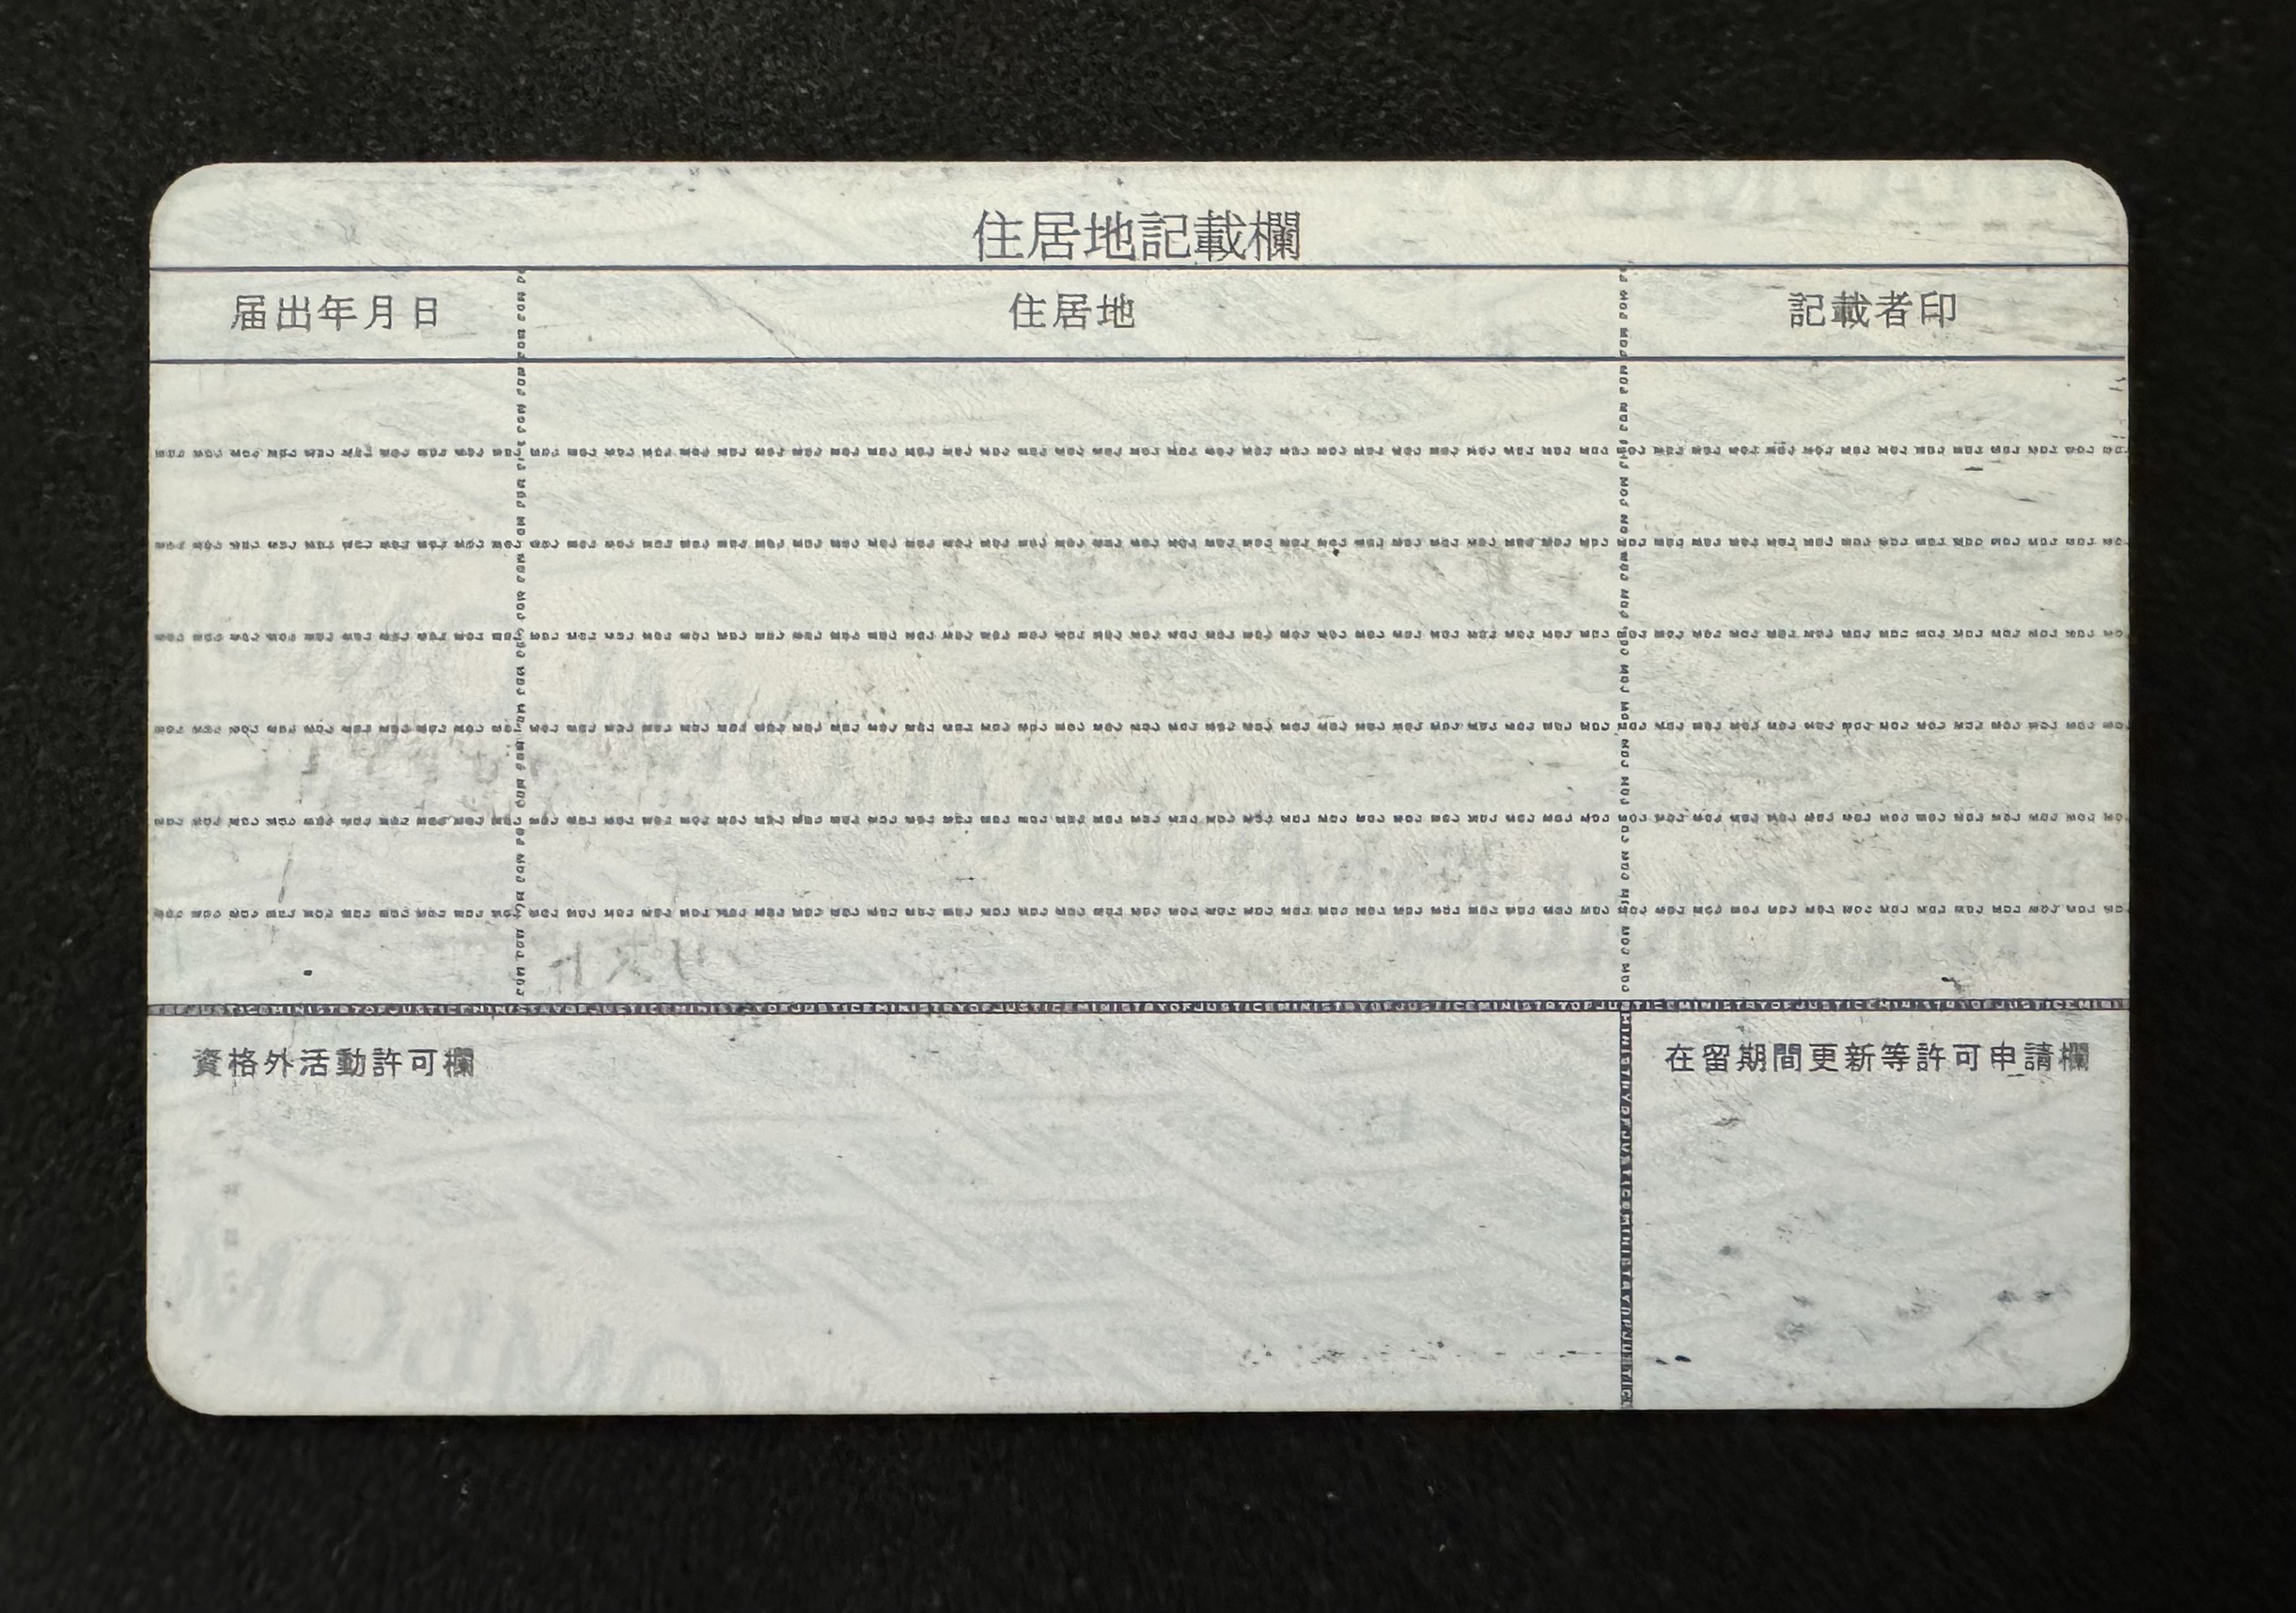 住居地記載欄
届出年月日 住居地 記載者印
資格外活動許可欄 在留期間更新等許可申請欄